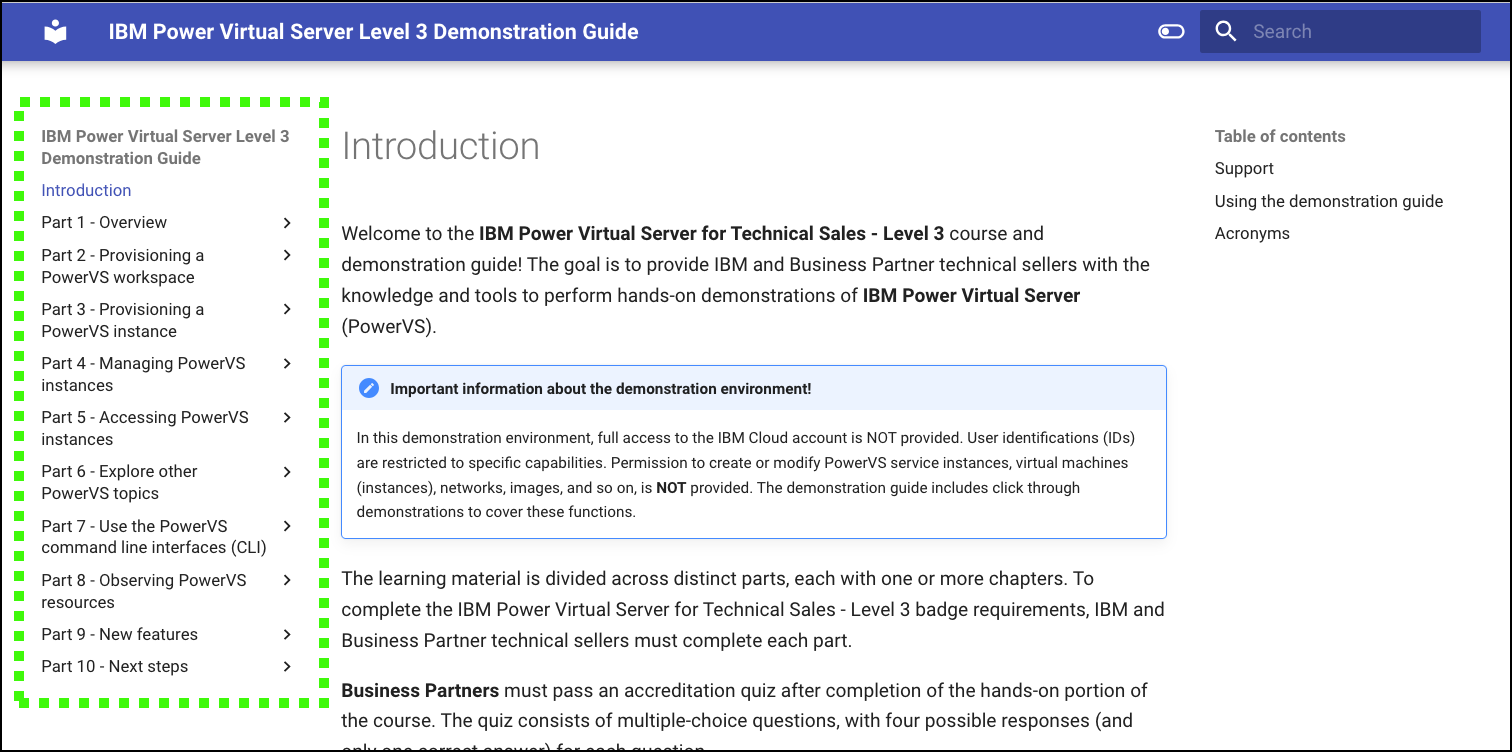 IBM Power Virtual Server Level 3 Demonstration Guide
Search
IBM Power Virtual Server Level 3
Demonstration Guide
Introduction
Part 1 - Overview
Part 2 - Provisioning a
PowerVS workspace
Part 3 - Provisioning a
PowerVS instance
Part 4 - Managing PowerVS
instances
Part 5 - Accessing PowerVS
instances
Part 6 - Explore other
PowerVS topics
Part 7 - Use the PowerVS
command line interfaces (CLI)
Part 8 - Observing PowerVS
resources
Part 9 - New features
Part 10 - Next steps
Introduction
Welcome to the IBM Power Virtual Server for Technical Sales - Level 3 course and
demonstration guide! The goal is to provide IBM and Business Partner technical sellers with the
knowledge and tools to perform hands-on demonstrations of IBM Power Virtual Server
(PowerVS).
Important information about the demonstration environment!
In this demonstration environment, full access to the IBM Cloud account is NOT provided. User identifications (IDs)
are restricted to specific capabilities. Permission to create or modify PowerVS service instances, virtual machines
(instances), networks, images, and so on, is NOT provided. The demonstration guide includes click through
demonstrations to cover these functions.
The learning material is divided across distinct parts, each with one or more chapters. To
complete the IBM Power Virtual Server for Technical Sales - Level 3 badge requirements, IBM and
Business Partner technical sellers must complete each part.
Business Partners must pass an accreditation quiz after completion of the hands-on portion of
the course. The quiz consists of multiple-choice questions, with four possible responses (and
only one correct answer) for each question.
Table of contents
Support
Using the demonstration guide
Acronyms